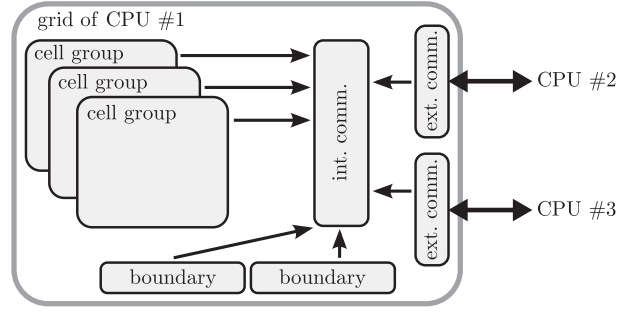 grid of CPU #1
cell group
cell group
cell group
int. comm.
ext. comm.
CPU #2
ext. comm.
CPU #3
boundary
boundary